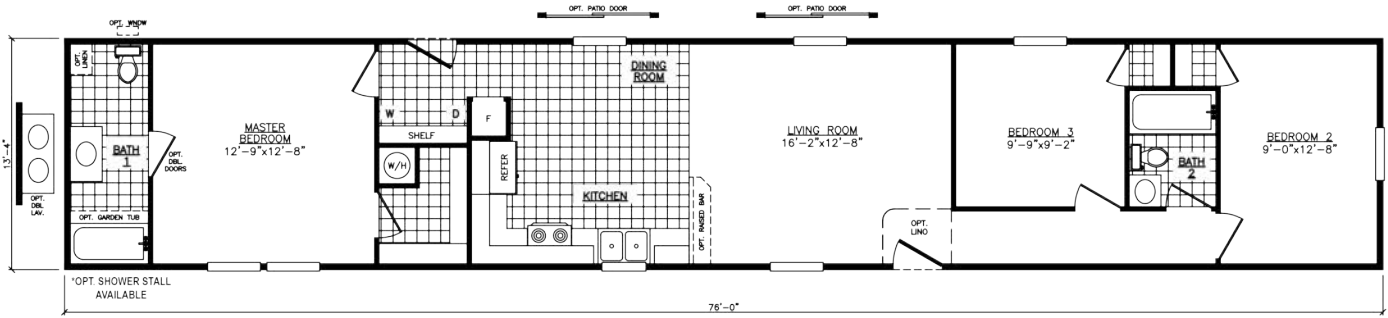 OPT. PATIO DOOR
OPT. PATIO DOOR
OPT. WNDW
OPT.
LINEN
13'-4"
OPT.
DBL
LAV.
BATH
1
OPT.
DBL.
DOORS
OPT. GARDEN TUB
*OPT. SHOWER STALL
AVAILABLE
MASTER
BEDROOM
12'-9"x12'-8"
W
D
SHELF
W/H
F
REFER
DINING
ROOM
KITCHEN
OPT. RAISED BAR
LIVING ROOM
16'-2"x12'-8"
OPT.
LINO
BEDROOM 3
9'-9"x9'-2"
BATH
2
BEDROOM 2
9'-0"x12'-8"
76'-0"